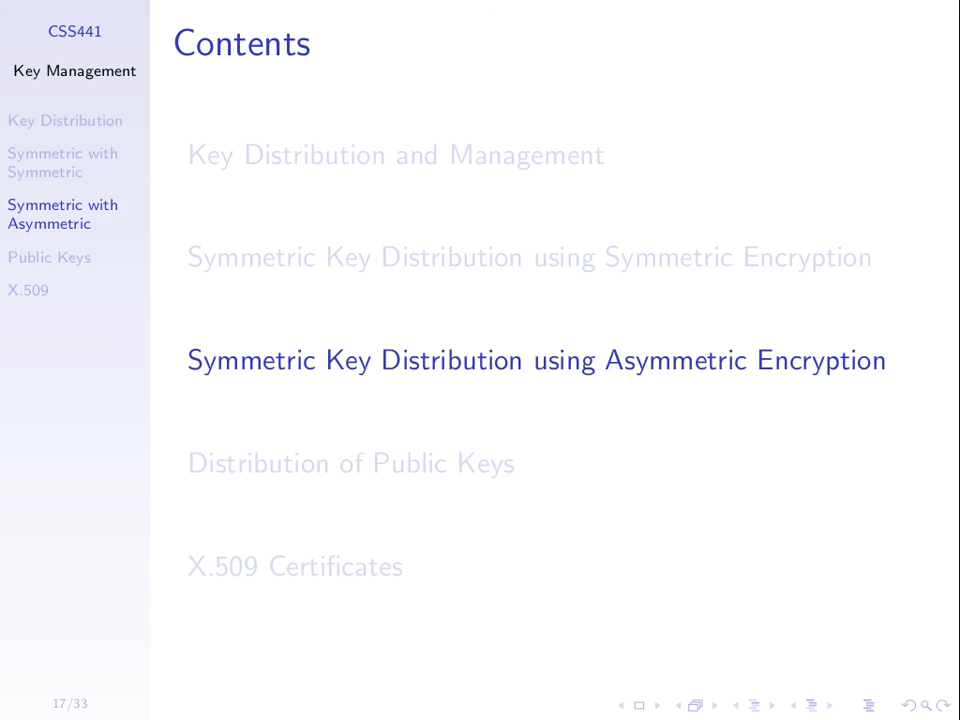 CSS441
Key Management
Key Distribution
Symmetric with
Symmetric
Symmetric with
Asymmetric
Public Keys
X.509
17/33
Contents
Key Distribution and Management
Symmetric Key Distribution using Symmetric Encryption
Symmetric Key Distribution using Asymmetric Encryption
Distribution of Public Keys
X.509 Certificates